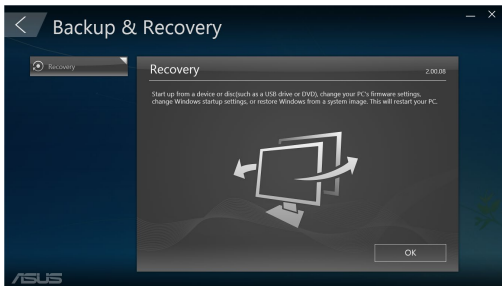 Backup & Recovery
Recovery
Recovery
2.00.08
Start up from a device or disc(such as a USB drive or DVD), change your PC's firmware settings,
change Windows startup settings, or restore Windows from a system image. This will restart your PC.
OK
ASUS